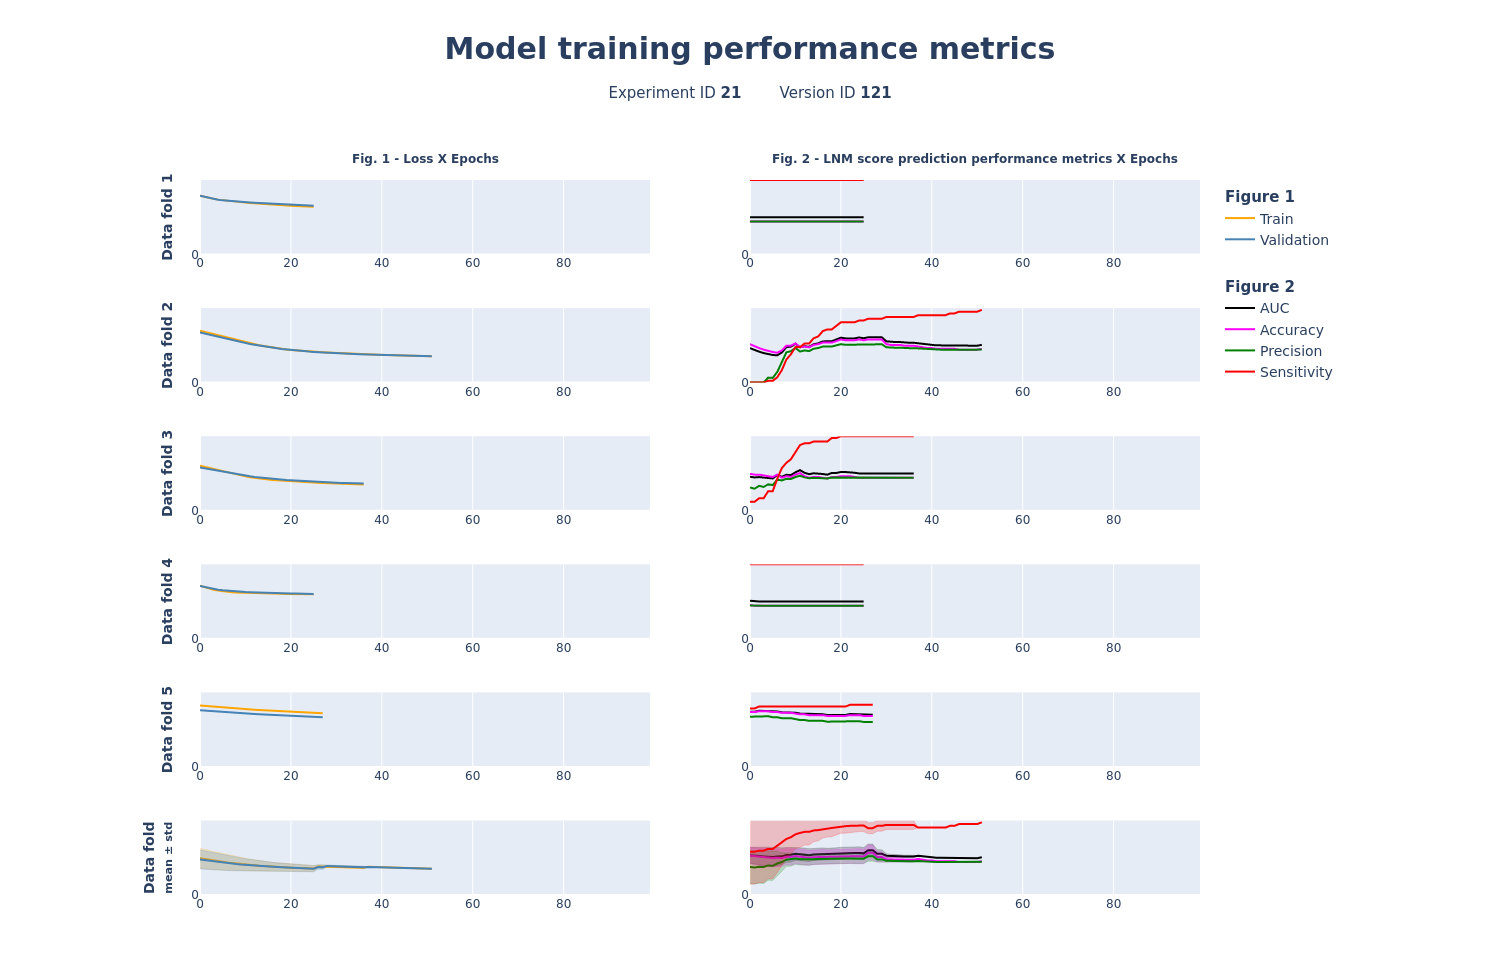 Model training performance metrics
Experiment ID 21 Version ID 121
Fig. 1 - Loss X Epochs
Fig. 2 - LNM score prediction performance metrics X Epochs
Data fold 1
0
0 20 40 60 80
0
0 20 40 60 80
Figure 1
Train
Validation
Figure 2
AUC
Accuracy
Precision
Sensitivity
Data fold 2
0
0 20 40 60 80
0
0 20 40 60 80
Data fold 3
0
0 20 40 60 80
0
0 20 40 60 80
Data fold 4
0
0 20 40 60 80
0
0 20 40 60 80
Data fold 5
0
0 20 40 60 80
0
0 20 40 60 80
Data fold
mean ± std
0
0 20 40 60 80
0
0 20 40 60 80